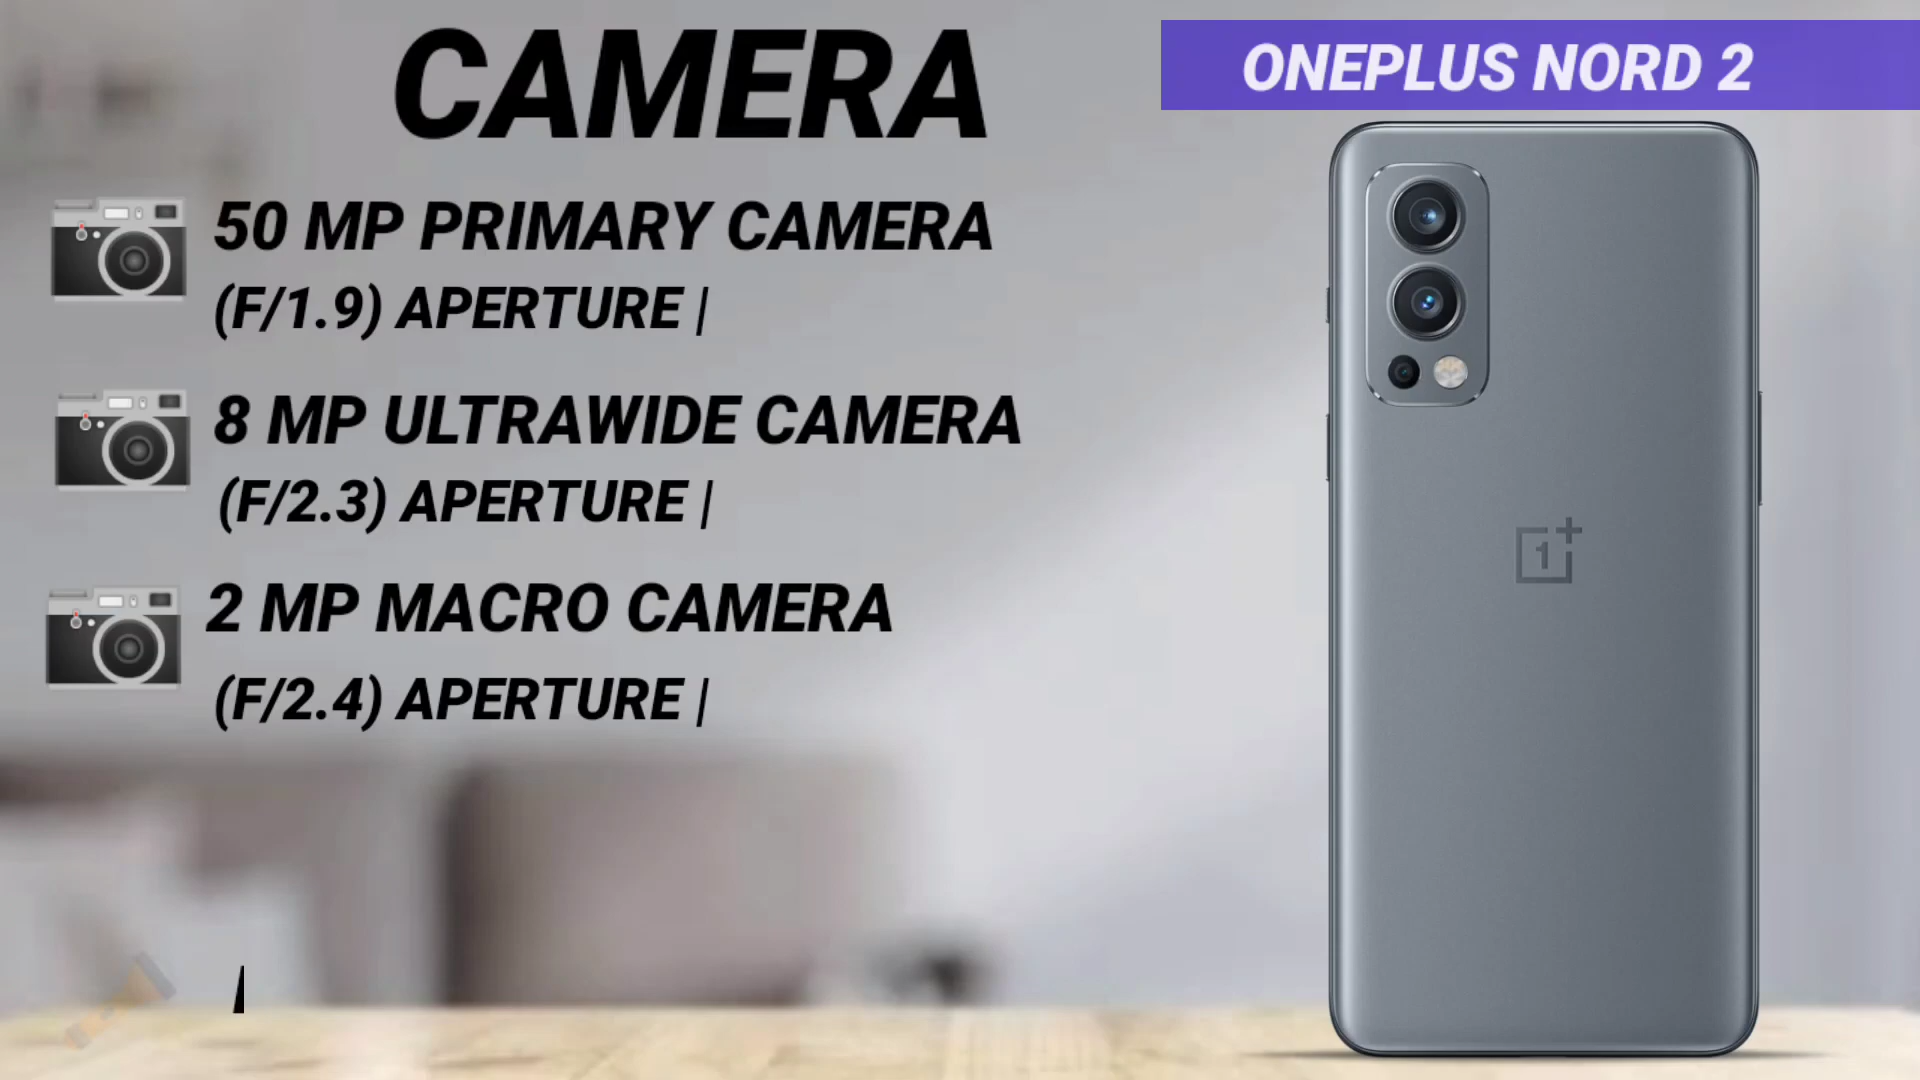 CAMERA
ONEPLUS NORD 2
50 MP PRIMARY CAMERA
(F/1.9) APERTURE |
8 MP ULTRAWIDE CAMERA
(F/2.3) APERTURE |
2 MP MACRO CAMERA
(F/2.4) APERTURE |
1+